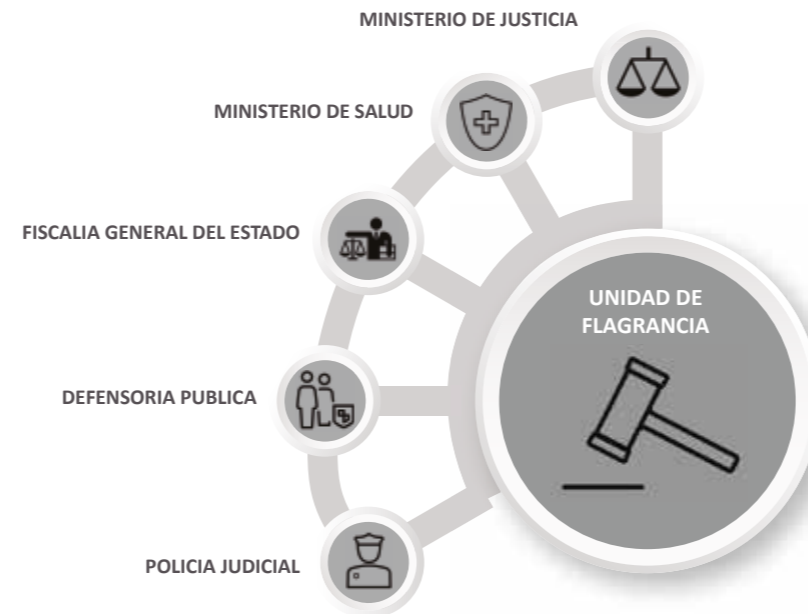 MINISTERIO DE JUSTICIA
MINISTERIO DE SALUD
FISCALIA GENERAL DEL ESTADO
DEFENSORIA PUBLICA
POLICIA JUDICIAL
UNIDAD DE
FLAGRANCIA